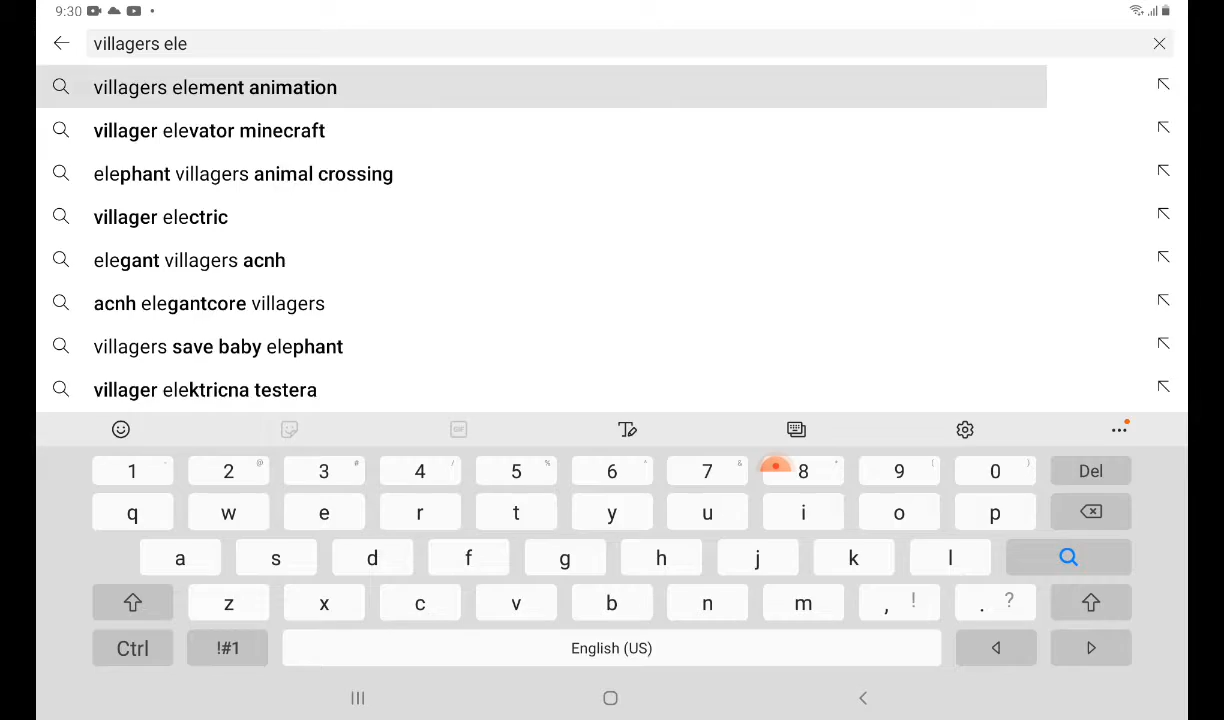 9:30
villagers ele
villagers element animation
villager elevator minecraft
elephant villagers animal crossing
villager electric
elegant villagers acnh
acnh elegantcore villagers
villagers save baby elephant
villager elektricna testera
GIF
1 2 @ 3 # 4 / 5 % 6 ^ 7 & 8 * 9 ( 0 ) Del
q w e r t y u i o p
a s d f g h j k l
z x c v b n m , ! . ?
Ctrl !#1 English (US)